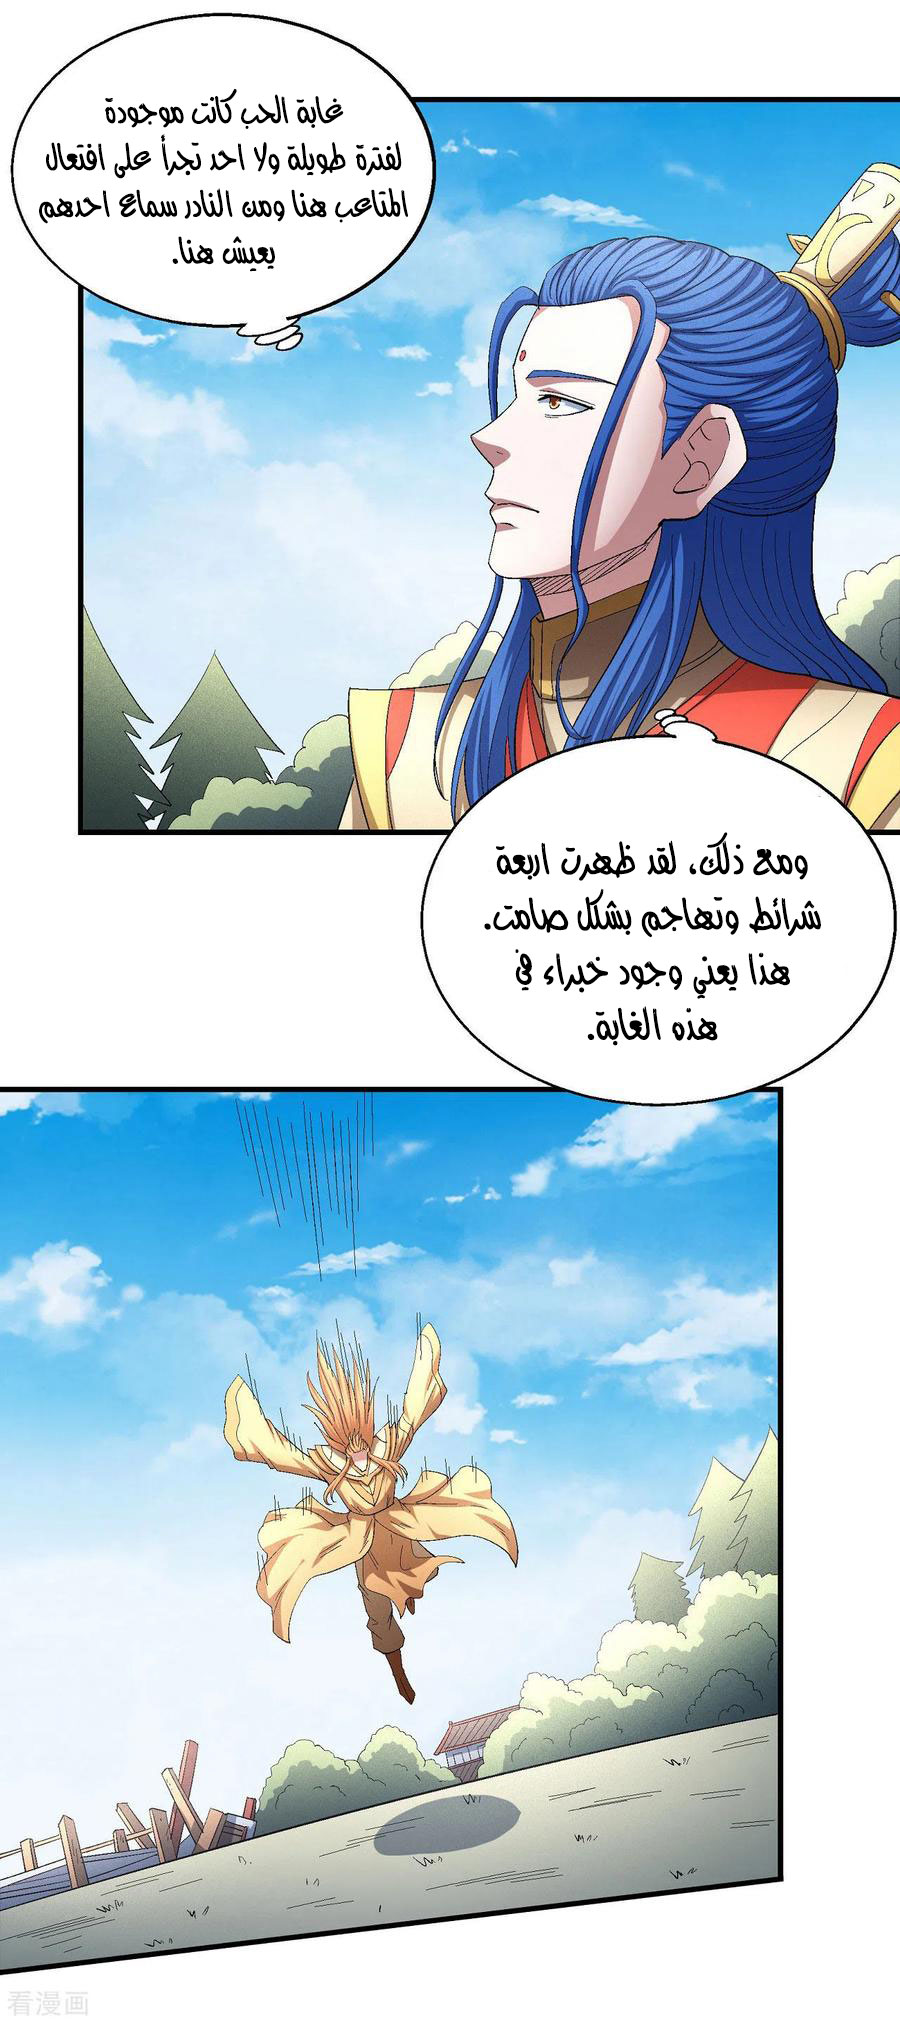 غابة الحب كانت موجودة
لفترة طويلة ولا احد تجرأ على افتعال
المتاعب هنا ومن النادر سماع احدهم
يعيش هنا.
ومع ذلك، لقد ظهرت اربعة
شرائط وتهاجم بشكل صامت.
هذا يعني وجود خبراء في
هذه الغابة.
看漫画